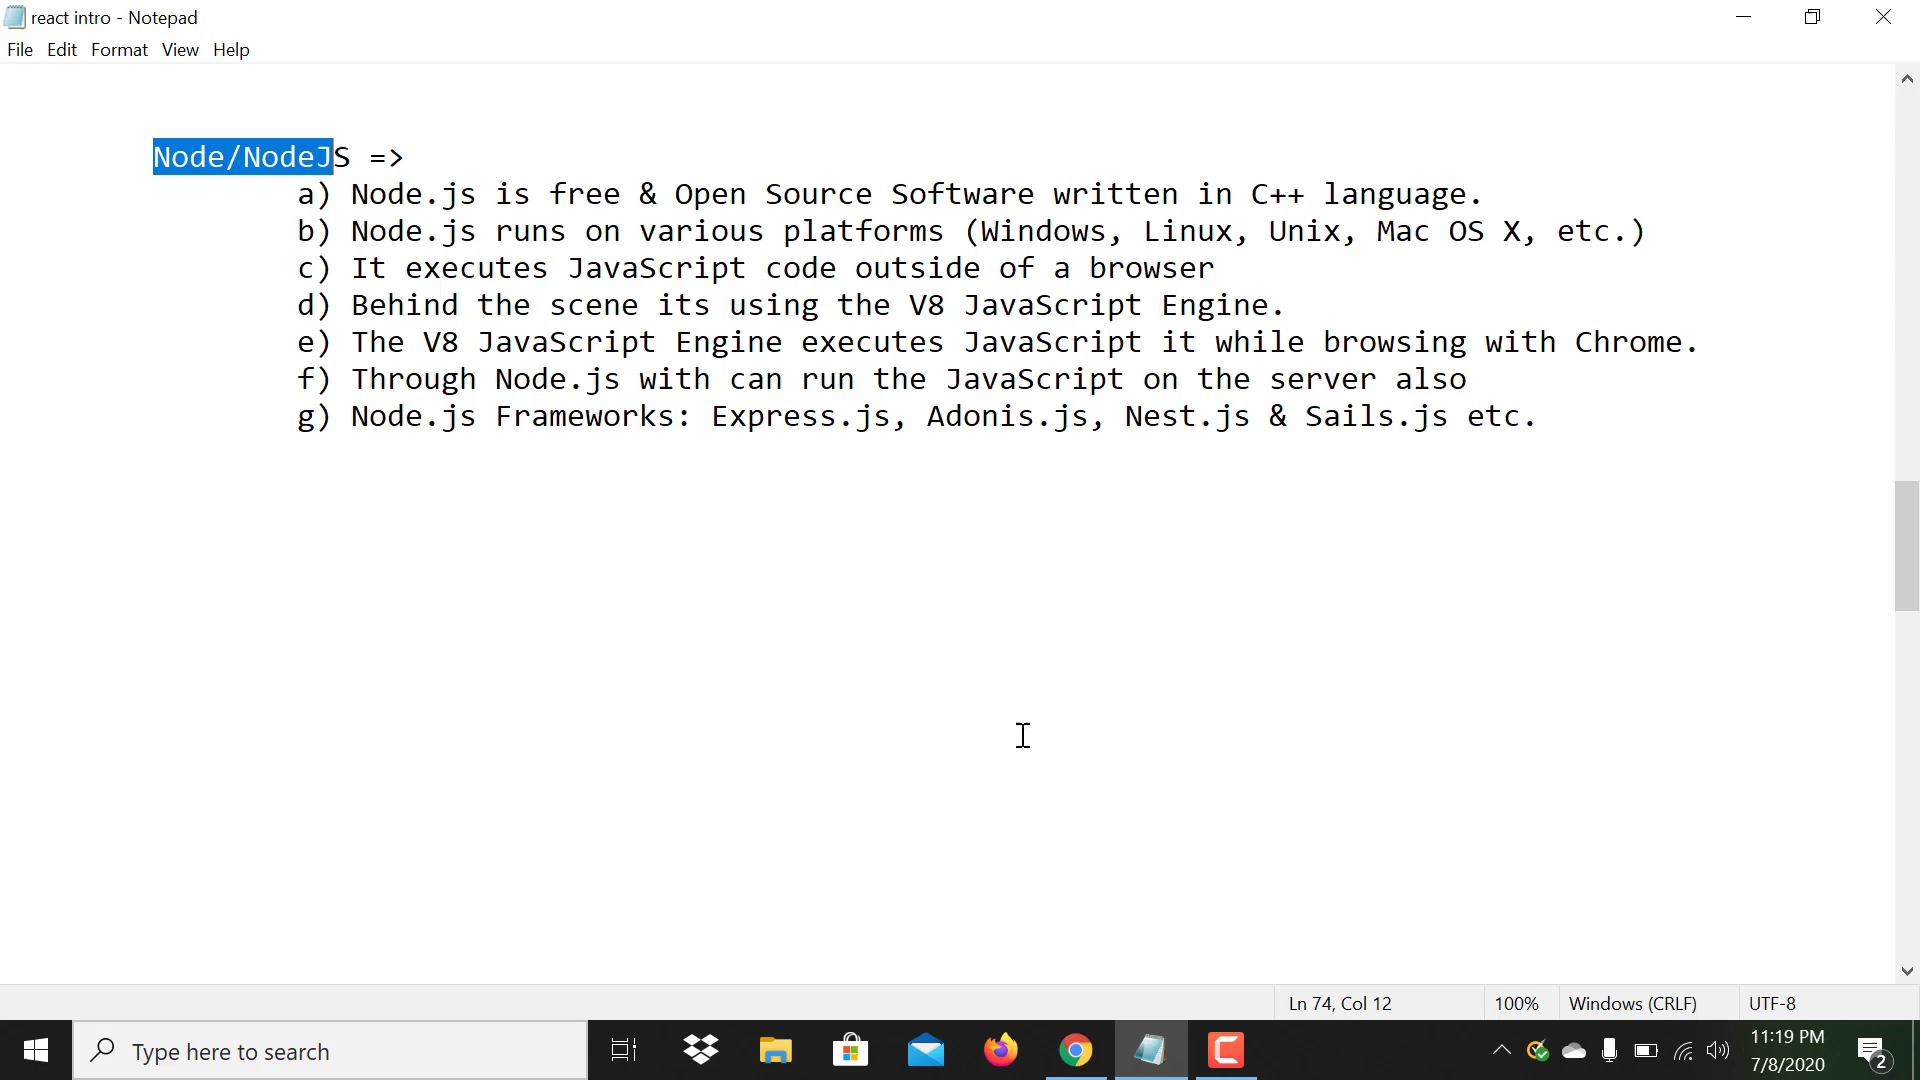 react intro - Notepad
File Edit Format View Help
Node/NodeJS =>
a) Node.js is free & Open Source Software written in C++ language.
b) Node.js runs on various platforms (Windows, Linux, Unix, Mac OS X, etc.)
c) It executes JavaScript code outside of a browser
d) Behind the scene its using the V8 JavaScript Engine.
e) The V8 JavaScript Engine executes JavaScript it while browsing with Chrome.
f) Through Node.js with can run the JavaScript on the server also
g) Node.js Frameworks: Express.js, Adonis.js, Nest.js & Sails.js etc.
Ln 74, Col 12 100% Windows (CRLF) UTF-8
Type here to search
11:19 PM
7/8/2020
2